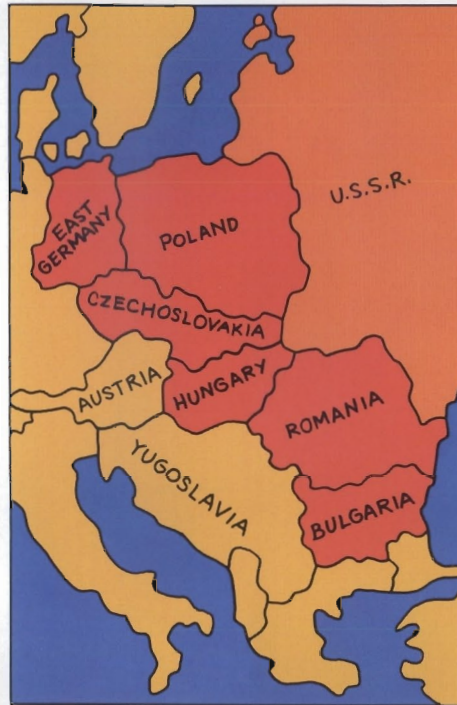 U.S.S.R.
EAST
GERMANY
POLAND
CZECHOSLOVAKIA
AUSTRIA
HUNGARY
ROMANIA
YUGOSLAVIA
BULGARIA